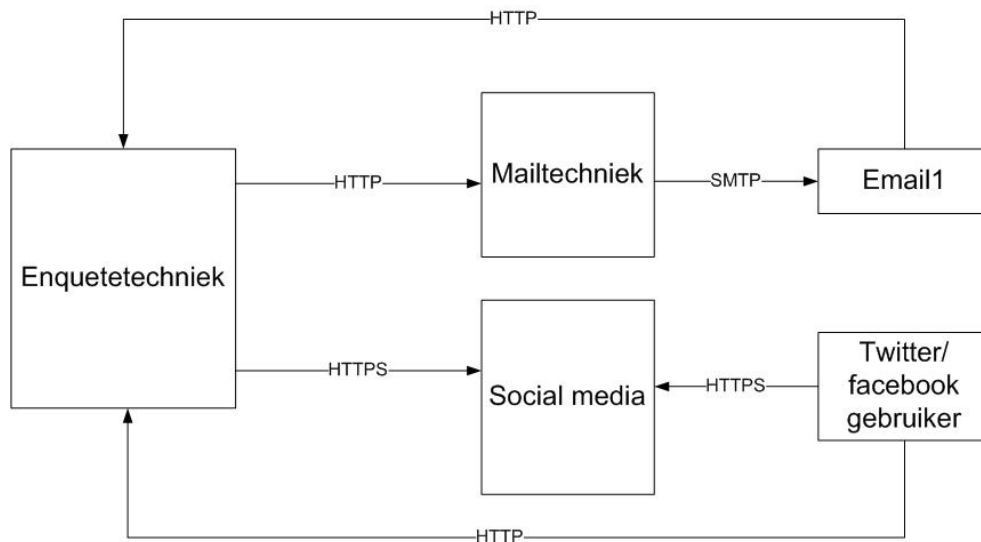 HTTP
Enquetetechniek
HTTP
Mailtechniek
SMTP
Email1
HTTPS
Social media
HTTPS
Twitter/
facebook
gebruiker
HTTP